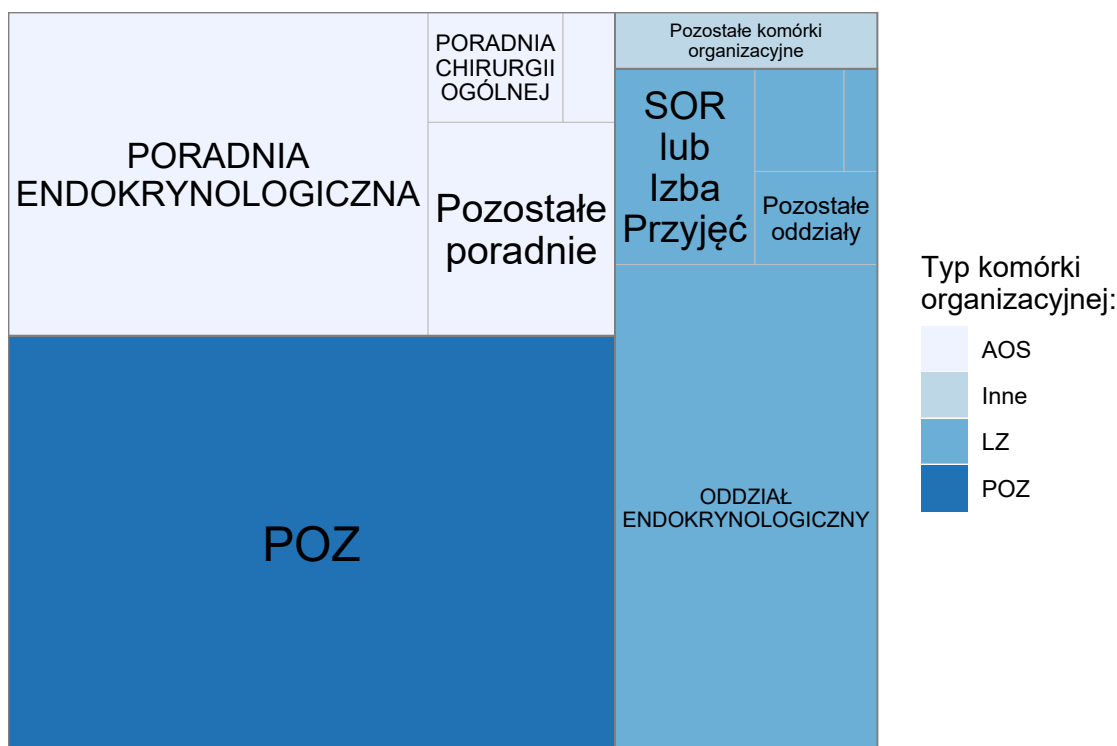 PORADNIA
ENDOKRYNOLOGICZNA
PORADNIA
CHIRURGII
OGÓLNEJ
Pozostałe
poradnie
POZ
Pozostałe komórki
organizacyjne
SOR
lub
Izba
Przyjęć
Pozostałe
oddziały
ODDZIAŁ
ENDOKRYNOLOGICZNY
Typ komórki
organizacyjnej:
AOS
Inne
LZ
POZ